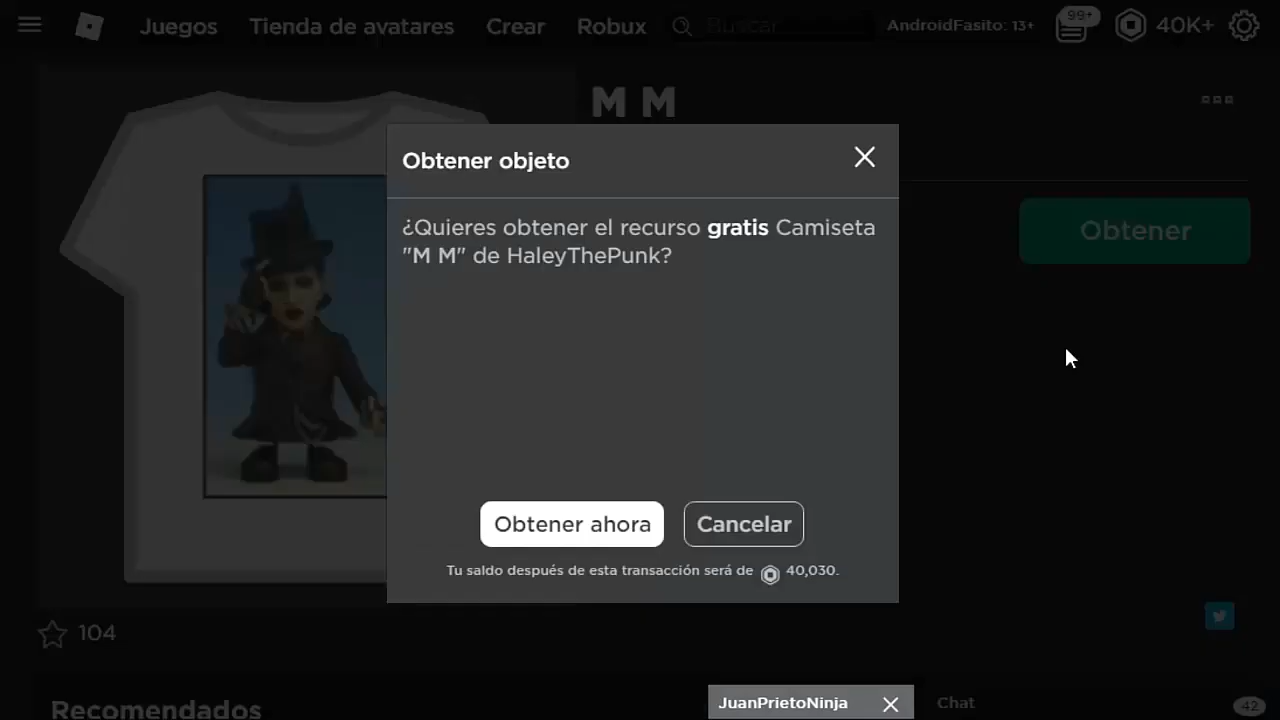 Juegos Tienda de avatares Crear Robux Buscar AndroidFasito: 13+ 99+ 40K+
M M
Obtener objeto
¿Quieres obtener el recurso gratis Camiseta
"M M" de HaleyThePunk?
Obtener
Obtener ahora Cancelar
Tu saldo después de esta transacción será de 40,030.
104
Recomendados
JuanPrietoNinja Chat 42